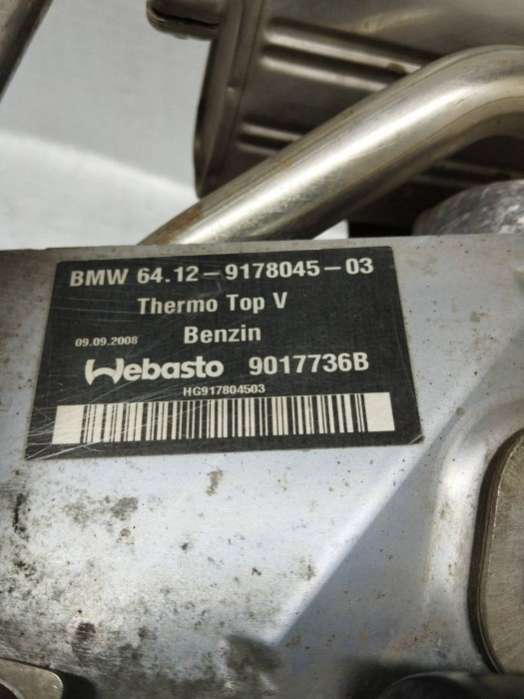 BMW 64.12-9178045-03
Thermo Top V
09.09.2008 Benzin
Webasto 9017736B
HG917804503